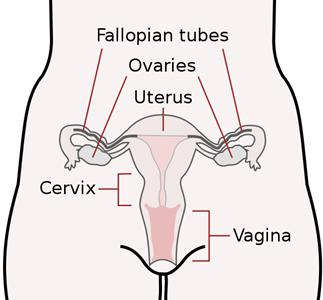 Fallopian tubes
Ovaries
Uterus
Cervix
Vagina